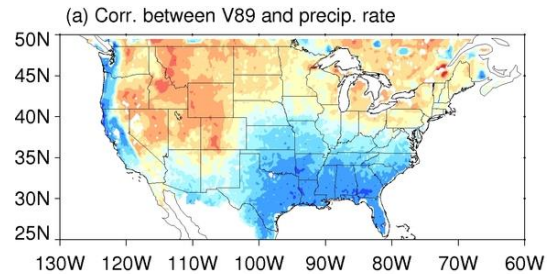 (a) Corr. between V89 and precip. rate
50N
45N
40N
35N
30N
25N
130W 120W 110W 100W 90W 80W 70W 60W